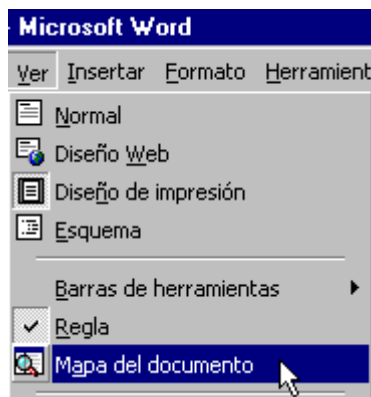 Microsoft Word
Ver Insertar Formato Herramient
Normal
Diseño Web
Diseño de impresión
Esquema
Barras de herramientas
Regla
Mapa del documento